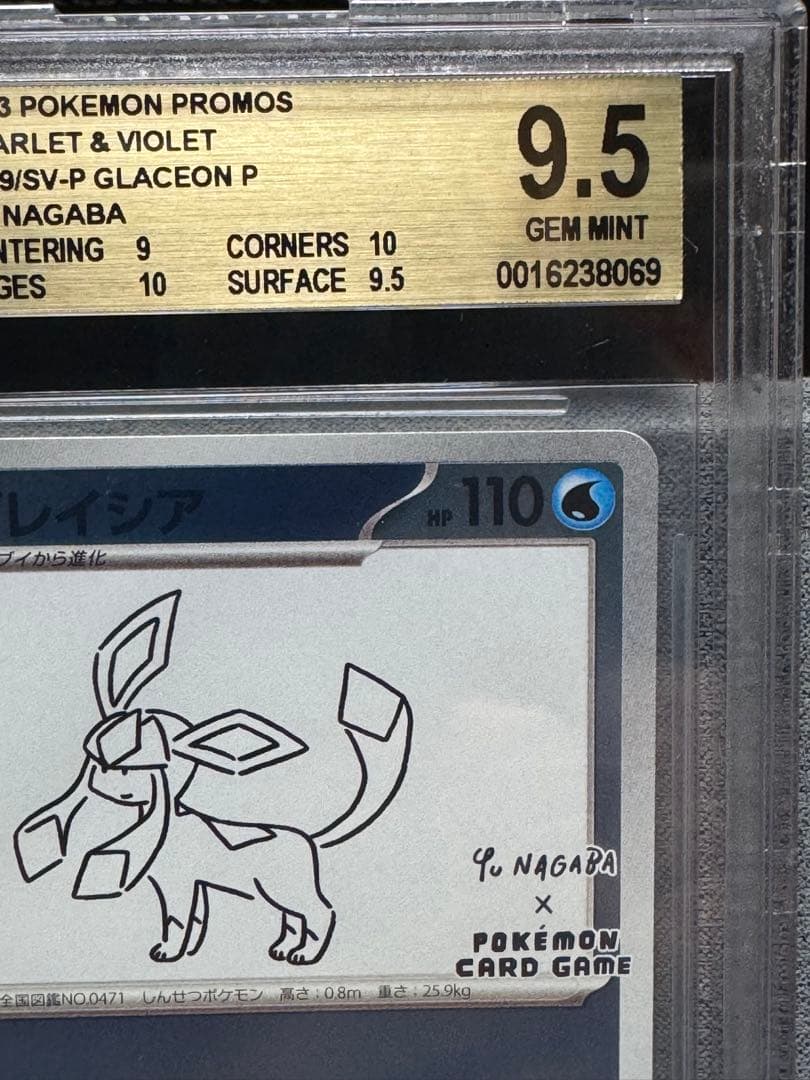 3 POKEMON PROMOS
ARLET & VIOLET
9/SV-P GLACEON P
NAGABA
NTERING 9 CORNERS 10
GES 10 SURFACE 9.5
9.5
GEM MINT
0016238069
レイシア
HP 110
ブイから進化
Yu NAGABA
×
POKÉMON
CARD GAME
全国図鑑NO.0471 しんせつポケモン 高さ:0.8m 重さ:25.9kg